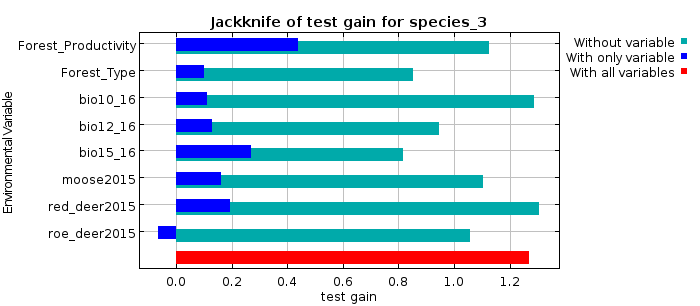 Jackknife of test gain for species_3
Without variable
With only variable
With all variables
Environmental Variable
Forest_Productivity
Forest_Type
bio10_16
bio12_16
bio15_16
moose2015
red_deer2015
roe_deer2015
0.0 0.2 0.4 0.6 0.8 1.0 1.2
test gain